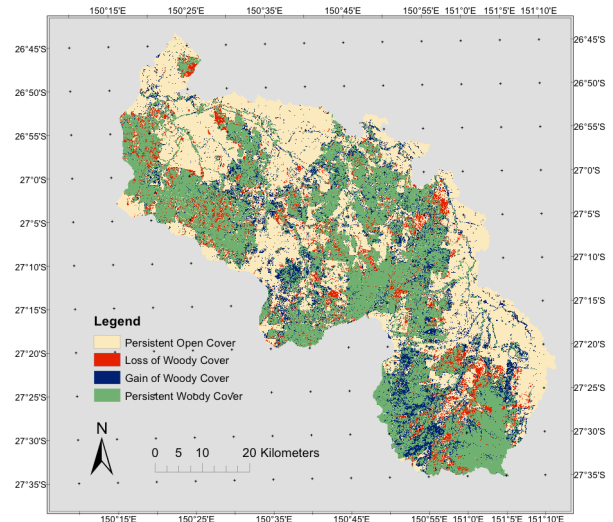 150°15'E 150°25'E 150°35'E 150°45'E 150°55'E 151°0'E 151°5'E 151°10'E
26°45'S 26°45'S
26°50'S 26°50'S
26°55'S 26°55'S
27°0'S 27°0'S
27°5'S 27°5'S
27°10'S 27°10'S
27°15'S 27°15'S
27°20'S 27°20'S
27°25'S 27°25'S
27°30'S 27°30'S
27°35'S 27°35'S
Legend
Persistent Open Cover
Loss of Woody Cover
Gain of Woody Cover
Persistent Woody Cover
N
0 5 10 20 Kilometers
150°15'E 150°25'E 150°35'E 150°45'E 150°55'E 151°0'E 151°10'E